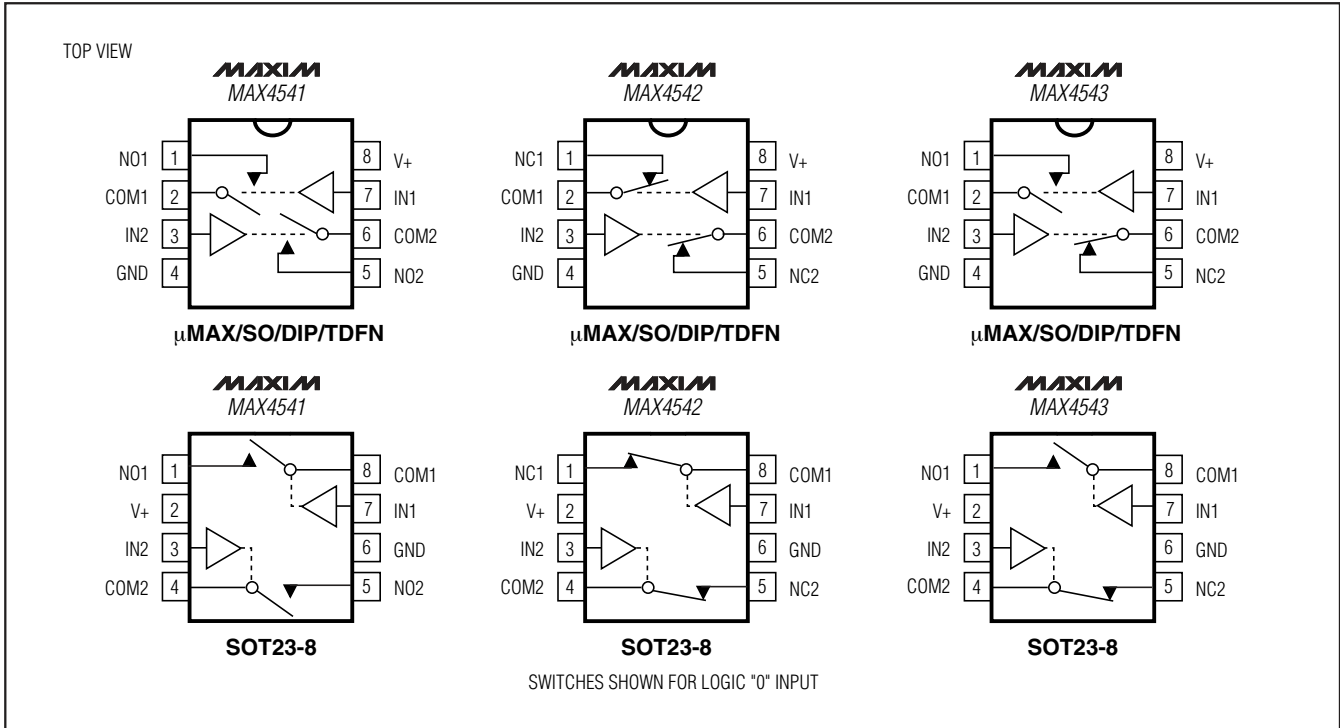 TOP VIEW
MAXIM
MAX4541
NO1 1
COM1 2
IN2 3
GND 4
8 V+
7 IN1
6 COM2
5 NO2
µMAX/SO/DIP/TDFN
MAXIM
MAX4542
NC1 1
COM1 2
IN2 3
GND 4
8 V+
7 IN1
6 COM2
5 NC2
µMAX/SO/DIP/TDFN
MAXIM
MAX4543
NO1 1
COM1 2
IN2 3
GND 4
8 V+
7 IN1
6 COM2
5 NC2
µMAX/SO/DIP/TDFN
MAXIM
MAX4541
NO1 1
V+ 2
IN2 3
COM2 4
8 COM1
7 IN1
6 GND
5 NO2
SOT23-8
MAXIM
MAX4542
NC1 1
V+ 2
IN2 3
COM2 4
8 COM1
7 IN1
6 GND
5 NC2
SOT23-8
MAXIM
MAX4543
NO1 1
V+ 2
IN2 3
COM2 4
8 COM1
7 IN1
6 GND
5 NC2
SOT23-8
SWITCHES SHOWN FOR LOGIC "0" INPUT